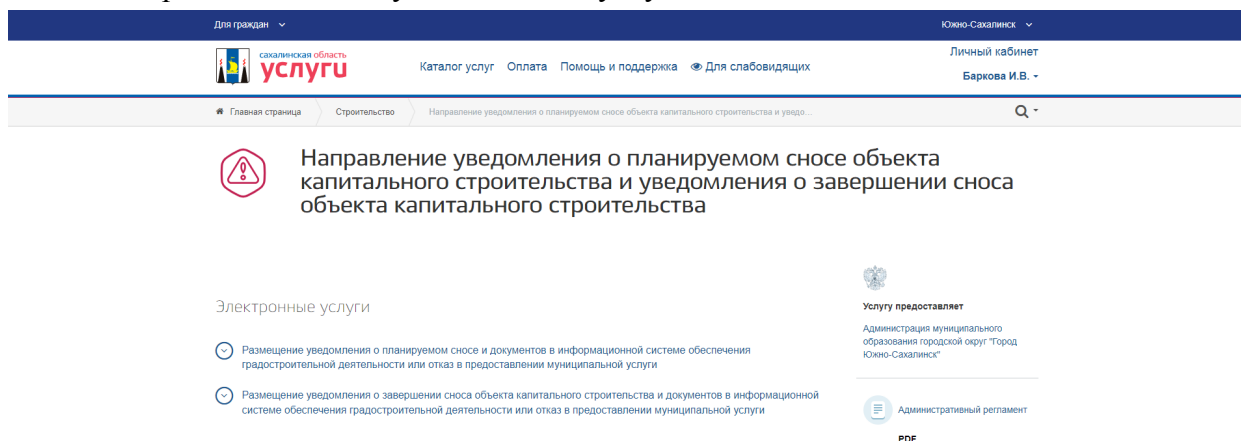 Для граждан
Южно-Сахалинск
сахалинская область
услуги
Каталог услуг Оплата Помощь и поддержка Для слабовидящих
Личный кабинет
Баркова И.В.
Главная страница
Строительство
Направление уведомления о планируемом сносе объекта капитального строительства и уведо...
Направление уведомления о планируемом сносе объекта
капитального строительства и уведомления о завершении сноса
объекта капитального строительства
Электронные услуги
Размещение уведомления о планируемом сносе и документов в информационной системе обеспечения
градостроительной деятельности или отказ в предоставлении муниципальной услуги
Размещение уведомления о завершении сноса объекта капитального строительства и документов в информационной
системе обеспечения градостроительной деятельности или отказ в предоставлении муниципальной услуги
Услугу предоставляет
Администрация муниципального
образования городской округ "Город
Южно-Сахалинск"
Административный регламент
PDF